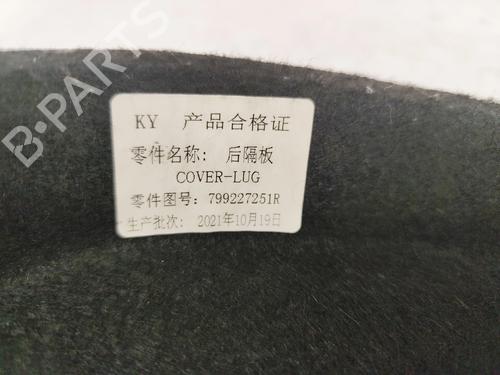 B-PARTS
KY 产品合格证
零件名称: 后隔板
COVER-LUG
零件图号: 799227251R
生产批次: 2021年10月19日